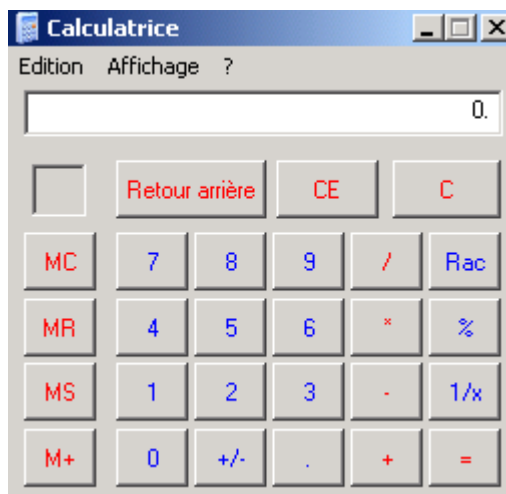 Calculatrice
Edition Affichage ?
0.
Retour arrière CE C
MC 7 8 9 / Rac
MR 4 5 6 * %
MS 1 2 3 - 1/x
M+ 0 +/- . + =